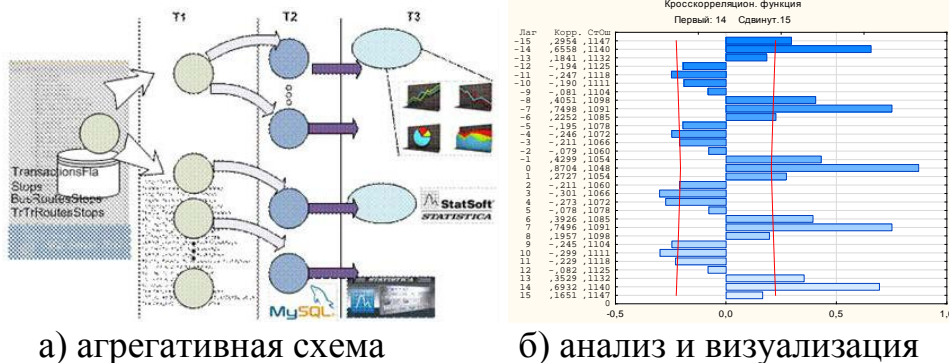 T1 T2 T3
TransactionsFla
Stops
BusRoutesStops
TrTrRoutesStops
StatSoft
STATISTICA
MySQL
а) агрегативная схема
Кросскорреляцион. функция
Первый: 14 Сдвинут.15
Лаг Корр. СтОш
-15 ,2954 ,1147
-14 ,6558 ,1140
-13 ,1841 ,1132
-12 -,194 ,1125
-11 -,247 ,1118
-10 -,190 ,1111
-9 -,081 ,1104
-8 ,4051 ,1098
-7 ,7498 ,1091
-6 ,2252 ,1085
-5 -,195 ,1078
-4 -,246 ,1072
-3 -,211 ,1066
-2 -,079 ,1060
-1 ,4299 ,1054
0 ,8704 ,1048
1 ,2727 ,1054
2 -,211 ,1060
3 -,301 ,1066
4 -,273 ,1072
5 -,078 ,1078
6 ,3926 ,1085
7 ,7496 ,1091
8 ,1957 ,1098
9 -,245 ,1104
10 -,299 ,1111
11 -,229 ,1118
12 -,082 ,1125
13 ,3529 ,1132
14 ,6932 ,1140
15 ,1651 ,1147
0
-0,5 0,0 0,5 1,0
б) анализ и визуализация